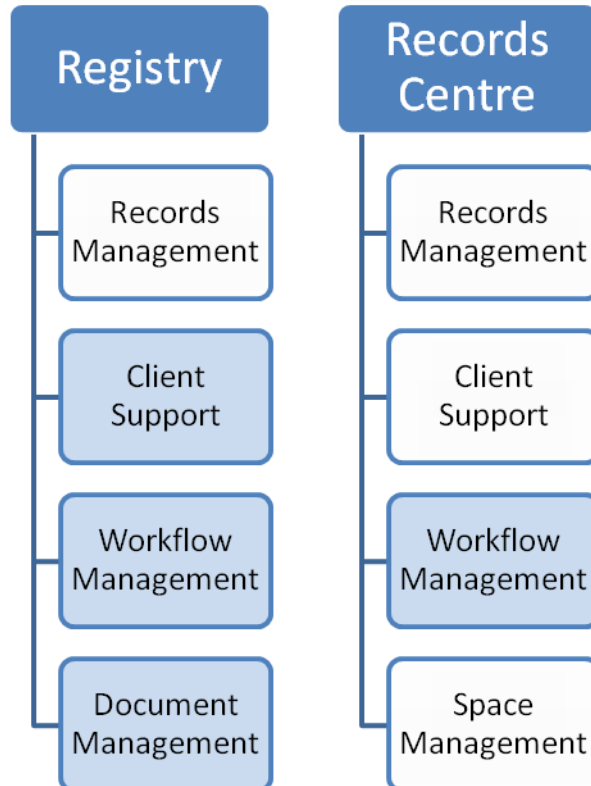 Registry
Records
Management
Client
Support
Workflow
Management
Document
Management
Records
Centre
Records
Management
Client
Support
Workflow
Management
Space
Management